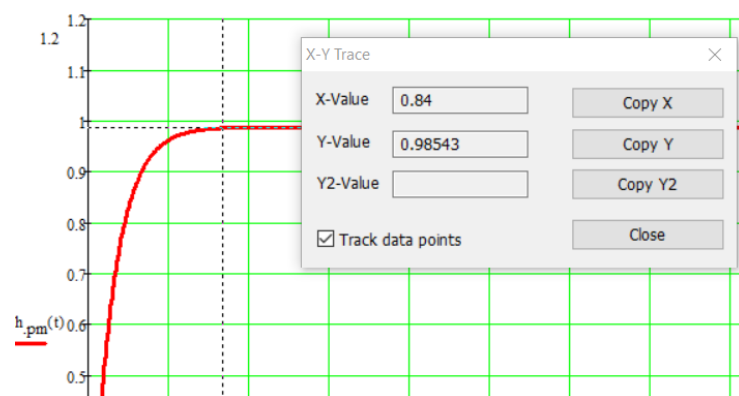 1.2
1.2
1.1
1
0.9
0.8
0.7
0.6
0.5
h.pm(t)
X-Y Trace
X-Value 0.84 Copy X
Y-Value 0.98543 Copy Y
Y2-Value Copy Y2
Track data points Close